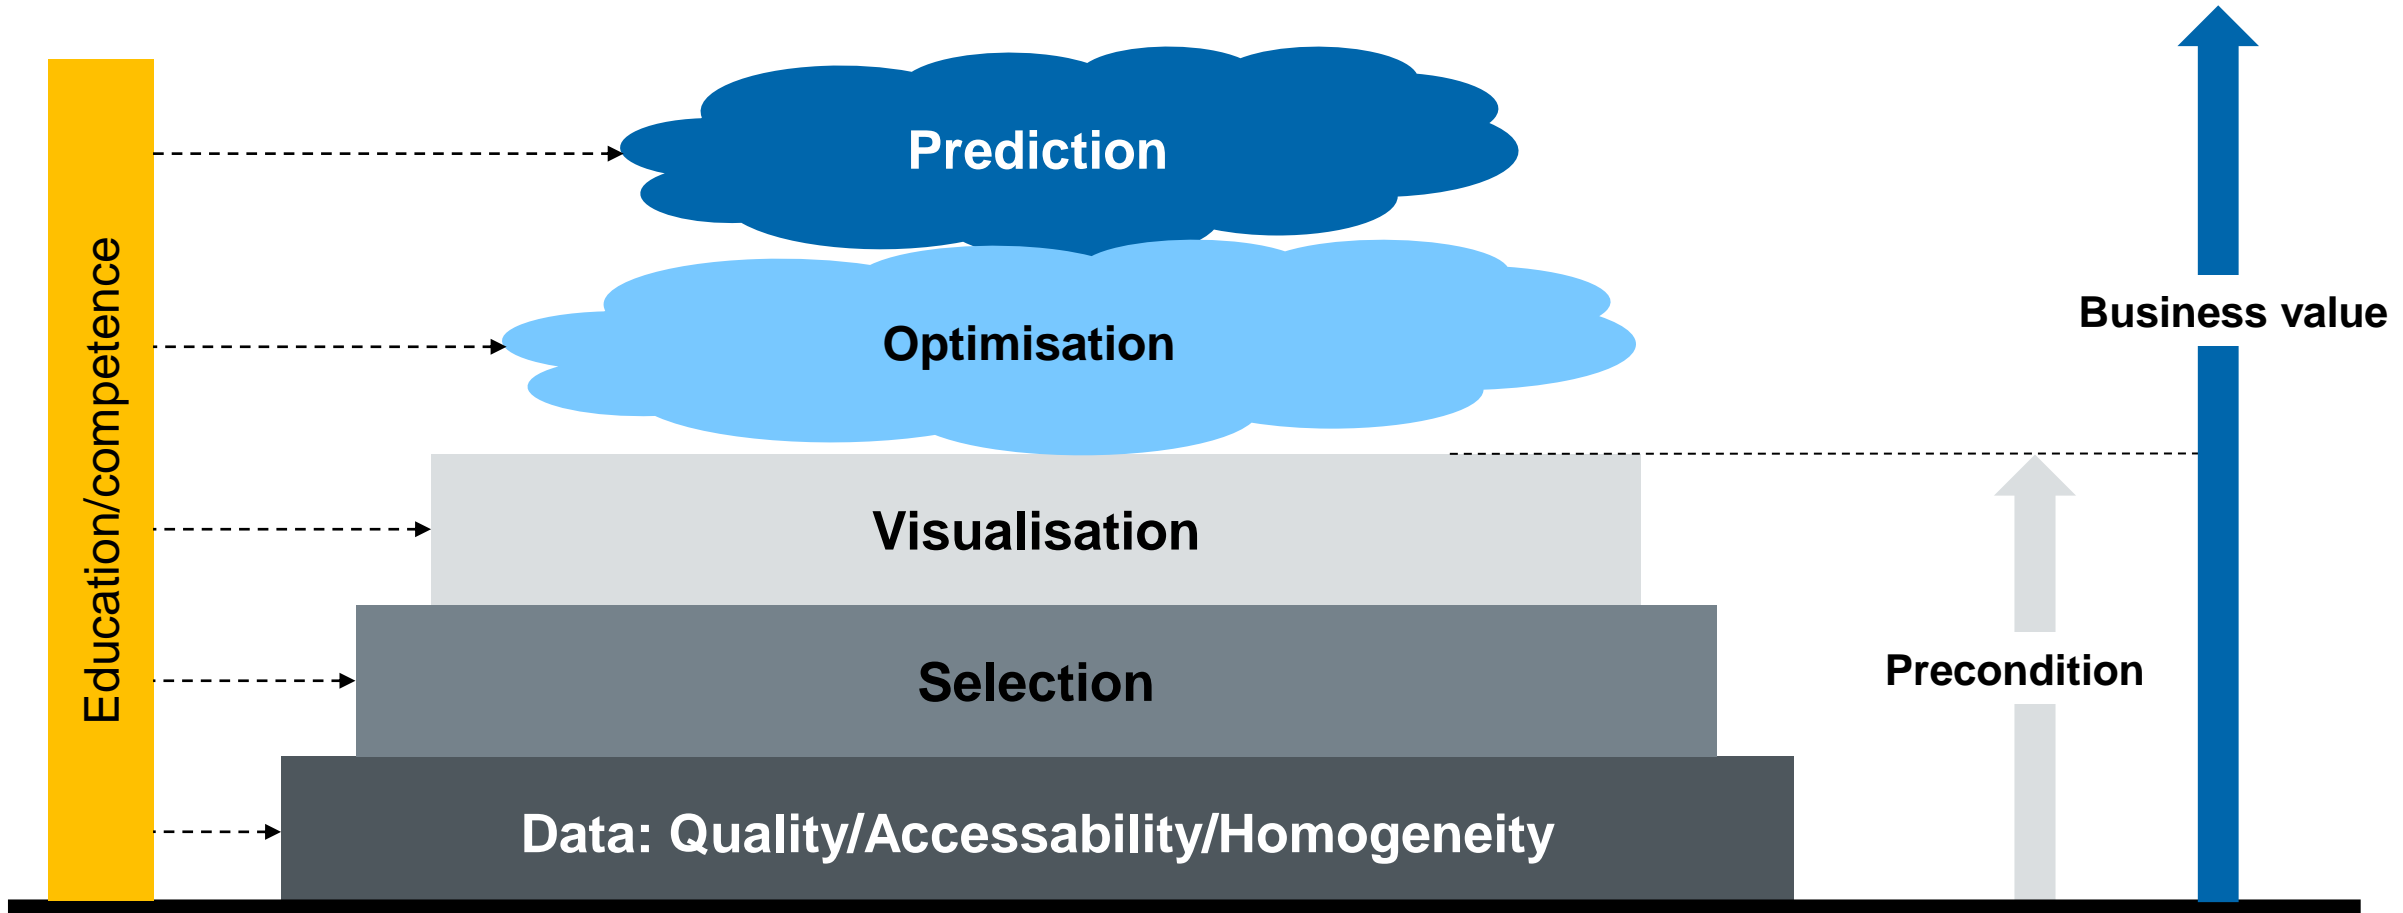 Prediction
Education/competence
Business value
Optimisation
Visualisation
Precondition
Selection
Data: Quality/Accessability/Homogeneity